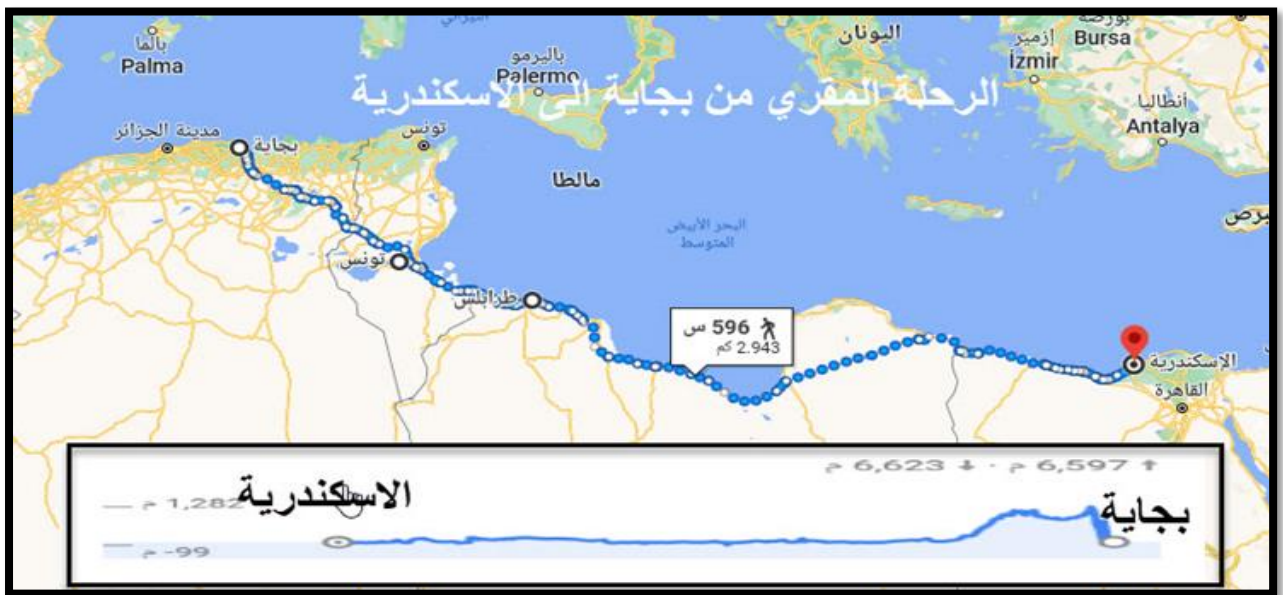 اليونان
بورصة
Bursa
إزمير
İzmir
بالما
Palma
باليرمو
Palermo
الرحلة المقري من بجاية الى الاسكندرية
أنطاليا
Antalya
تونس
مدينة الجزائر
بجاية
مالطا
البحر الأبيض
المتوسط
تونس
طرابلس
596 س
2.943 كم
الإسكندرية
القاهرة
↑ 6,597 م · ↓ 6,623 م
الاسكندرية
بجاية
1,282 م
-99 م